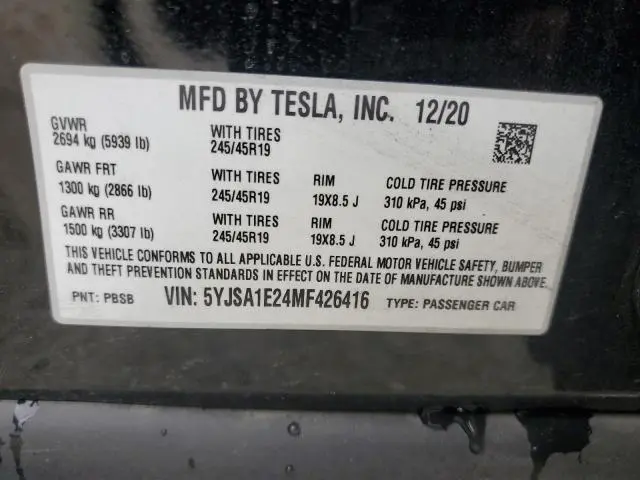 MFD BY TESLA, INC. 12/20
GVWR
2694 kg (5939 lb)
WITH TIRES
245/45R19
GAWR FRT
1300 kg (2866 lb)
WITH TIRES
245/45R19
RIM
19X8.5 J
COLD TIRE PRESSURE
310 kPa, 45 psi
GAWR RR
1500 kg (3307 lb)
WITH TIRES
245/45R19
RIM
19X8.5 J
COLD TIRE PRESSURE
310 kPa, 45 psi
THIS VEHICLE CONFORMS TO ALL APPLICABLE U.S. FEDERAL MOTOR VEHICLE SAFETY, BUMPER
AND THEFT PREVENTION STANDARDS IN EFFECT ON THE DATE OF MANUFACTURE SHOWN ABOVE.
PNT: PBSB VIN: 5YJSA1E24MF426416 TYPE: PASSENGER CAR